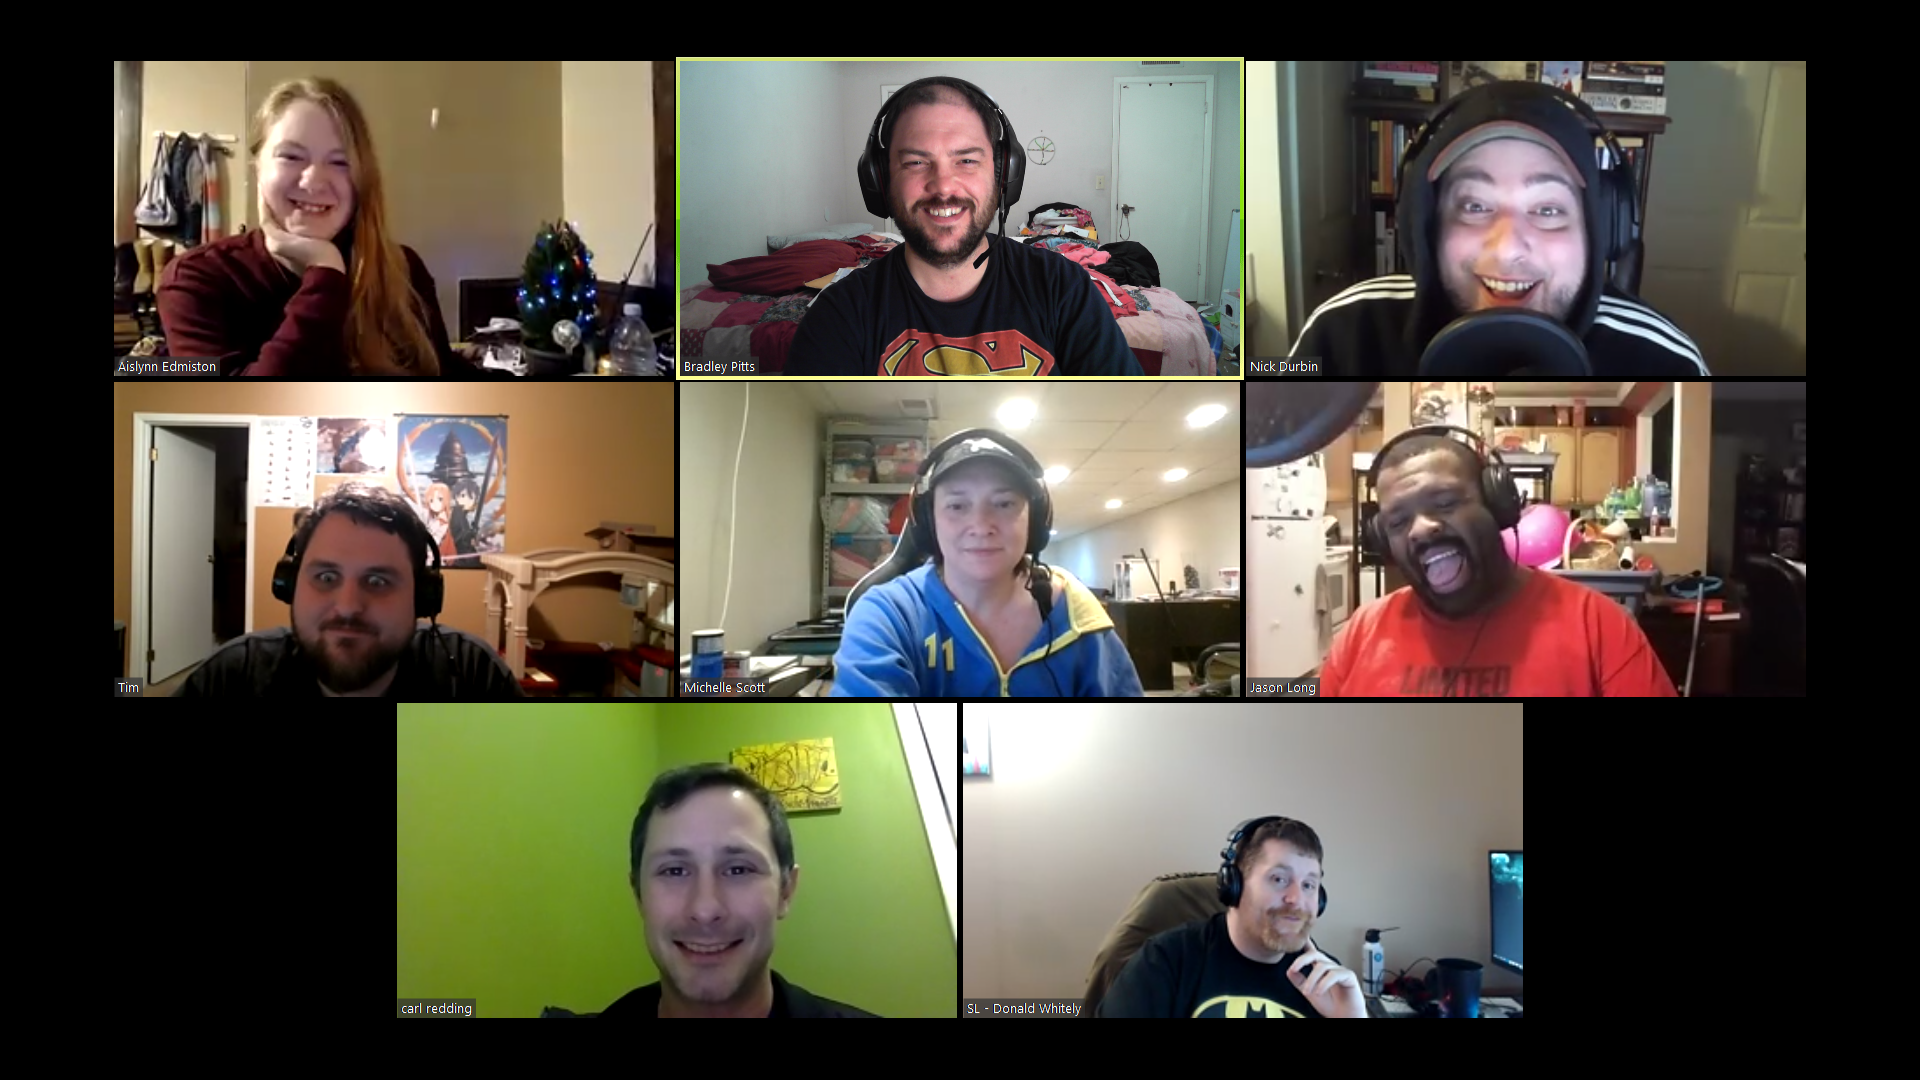 Aislynn Edmiston
Bradley Pitts
Nick Durbin
Tim
11
Michelle Scott
LIMITED
Jason Long
carl redding
SL - Donald Whitely